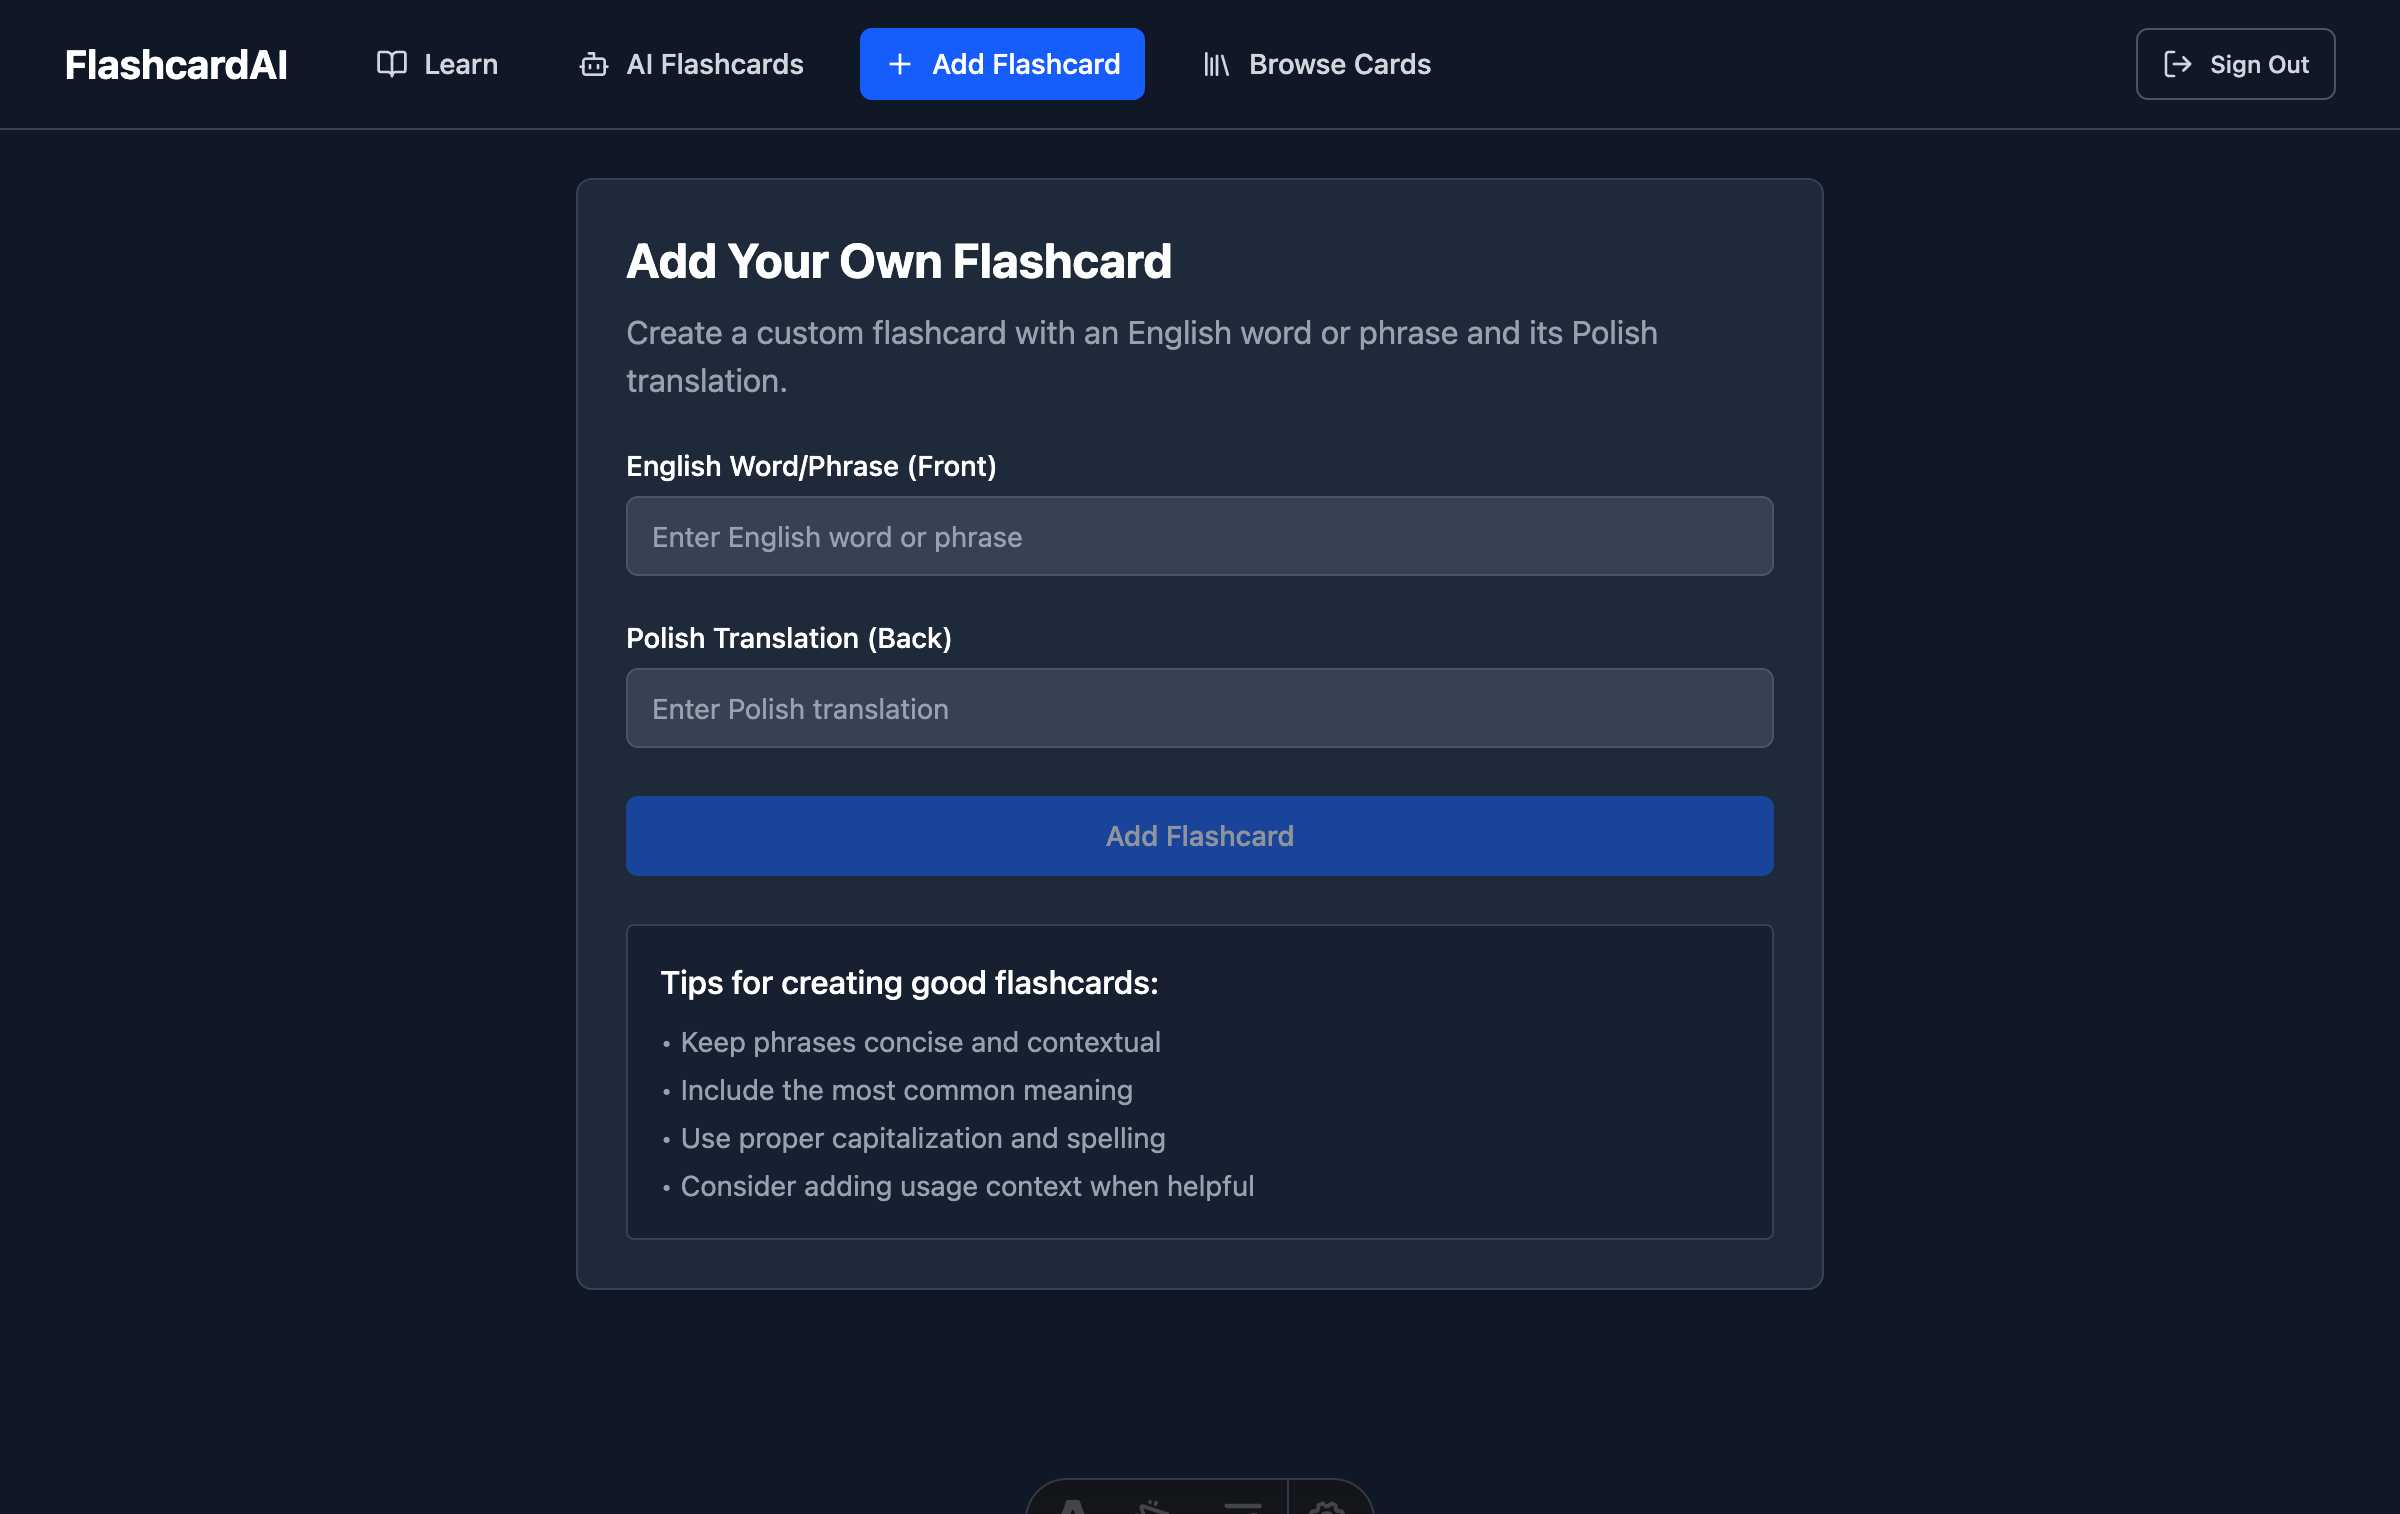 FlashcardAI
Learn
AI Flashcards
Add Flashcard
Browse Cards
Sign Out
Add Your Own Flashcard
Create a custom flashcard with an English word or phrase and its Polish
translation.
English Word/Phrase (Front)
Enter English word or phrase
Polish Translation (Back)
Enter Polish translation
Add Flashcard
Tips for creating good flashcards:
• Keep phrases concise and contextual
• Include the most common meaning
• Use proper capitalization and spelling
• Consider adding usage context when helpful